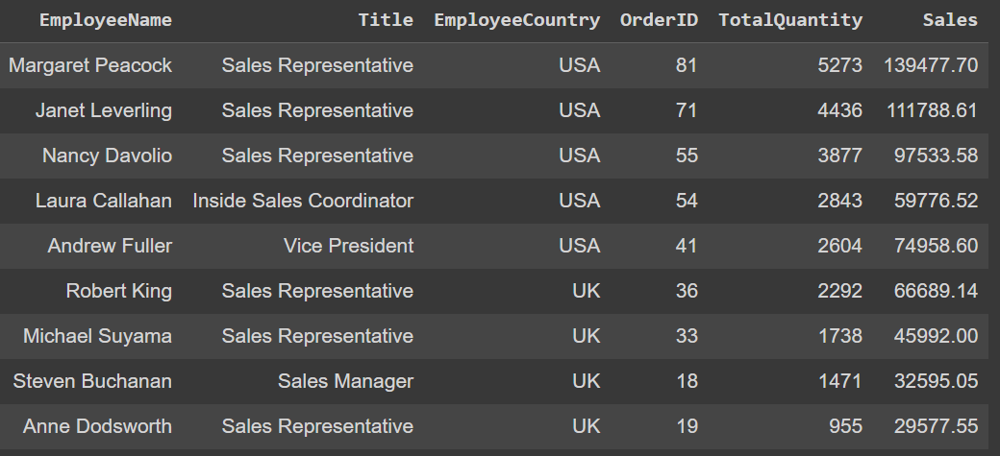 EmployeeName Title EmployeeCountry OrderID TotalQuantity Sales
Margaret Peacock Sales Representative USA 81 5273 139477.70
Janet Leverling Sales Representative USA 71 4436 111788.61
Nancy Davolio Sales Representative USA 55 3877 97533.58
Laura Callahan Inside Sales Coordinator USA 54 2843 59776.52
Andrew Fuller Vice President USA 41 2604 74958.60
Robert King Sales Representative UK 36 2292 66689.14
Michael Suyama Sales Representative UK 33 1738 45992.00
Steven Buchanan Sales Manager UK 18 1471 32595.05
Anne Dodsworth Sales Representative UK 19 955 29577.55